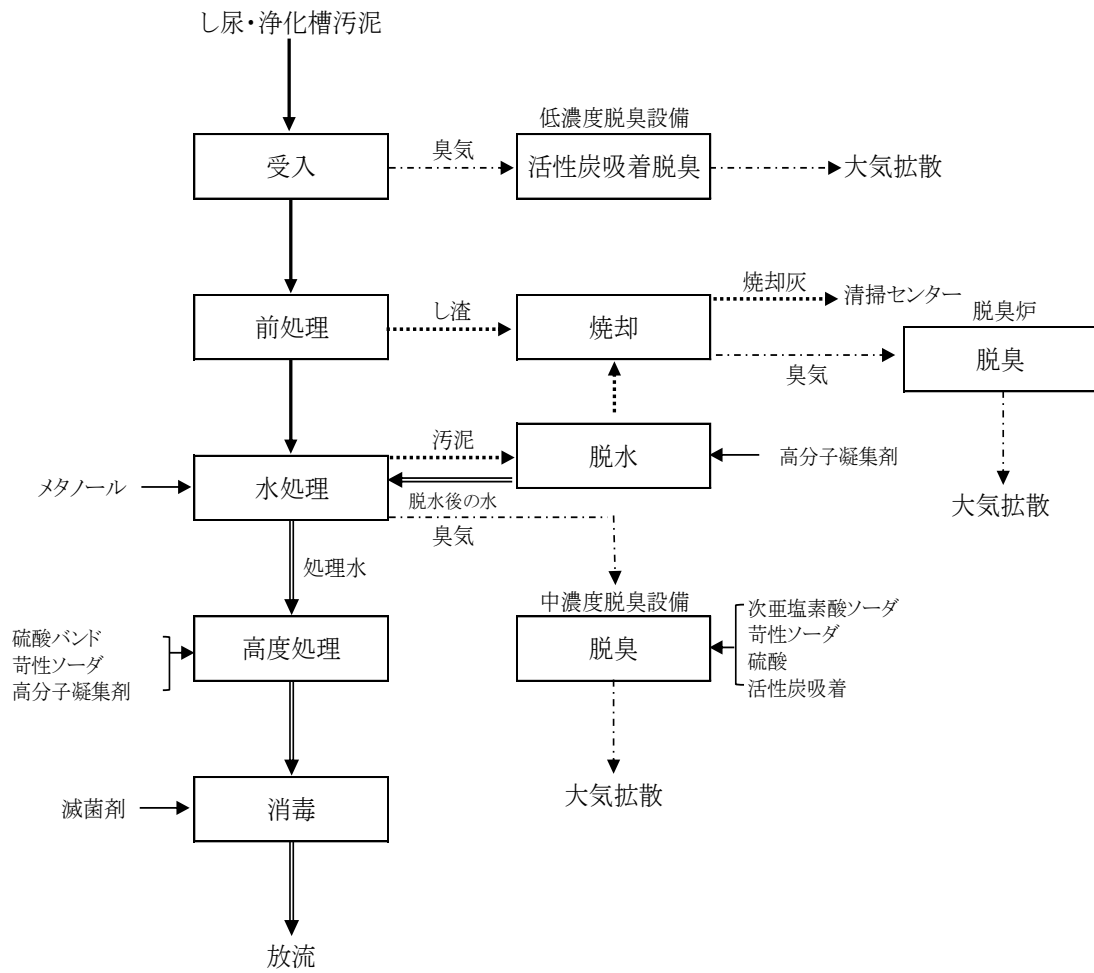 し尿・浄化槽汚泥
低濃度脱臭設備
受入
臭気
活性炭吸着脱臭
大気拡散
焼却灰
清掃センター
脱臭炉
前処理
し渣
焼却
臭気
脱臭
汚泥
脱水
高分子凝集剤
メタノール
水処理
脱水後の水
臭気
大気拡散
処理水
中濃度脱臭設備
硫酸バンド
苛性ソーダ
高分子凝集剤
高度処理
脱臭
次亜塩素酸ソーダ
苛性ソーダ
硫酸
活性炭吸着
大気拡散
滅菌剤
消毒
放流